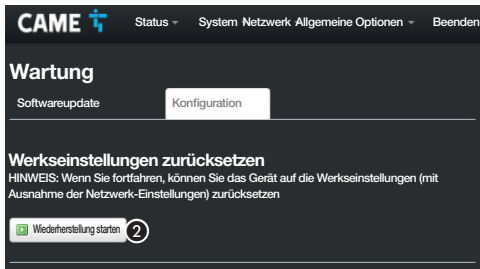 CAME Status System Netzwerk Allgemeine Optionen Beenden
Wartung
Softwareupdate Konfiguration
Werkseinstellungen zurücksetzen
HINWEIS: Wenn Sie fortfahren, können Sie das Gerät auf die Werkseinstellungen (mit
Ausnahme der Netzwerk-Einstellungen) zurücksetzen
Wiederherstellung starten 2